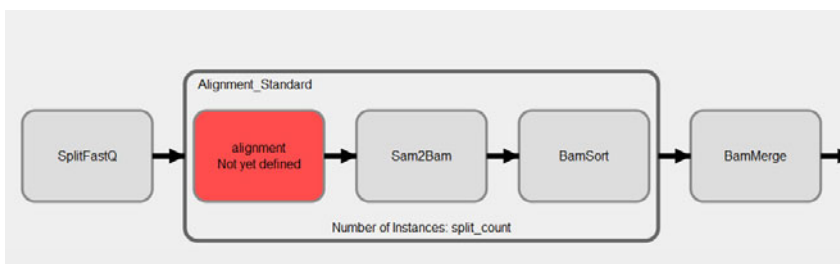 Alignment_Standard
SplitFastQ
alignment
Not yet defined
Sam2Bam
BamSort
BamMerge
Number of Instances: split_count